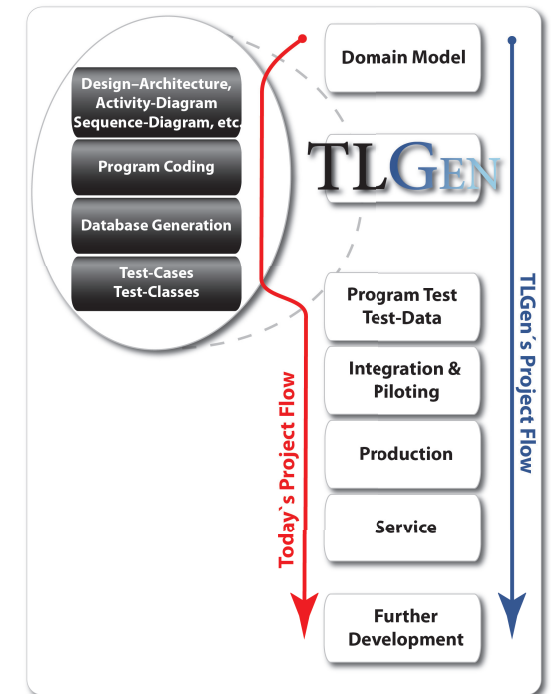 Domain Model
Design–Architecture,
Activity-Diagram
Sequence-Diagram, etc.
Program Coding
Database Generation
Test-Cases
Test-Classes
TLGEN
Program Test
Test-Data
Integration &
Piloting
Production
Service
Further
Development
Today`s Project Flow
TLGen´s Project Flow